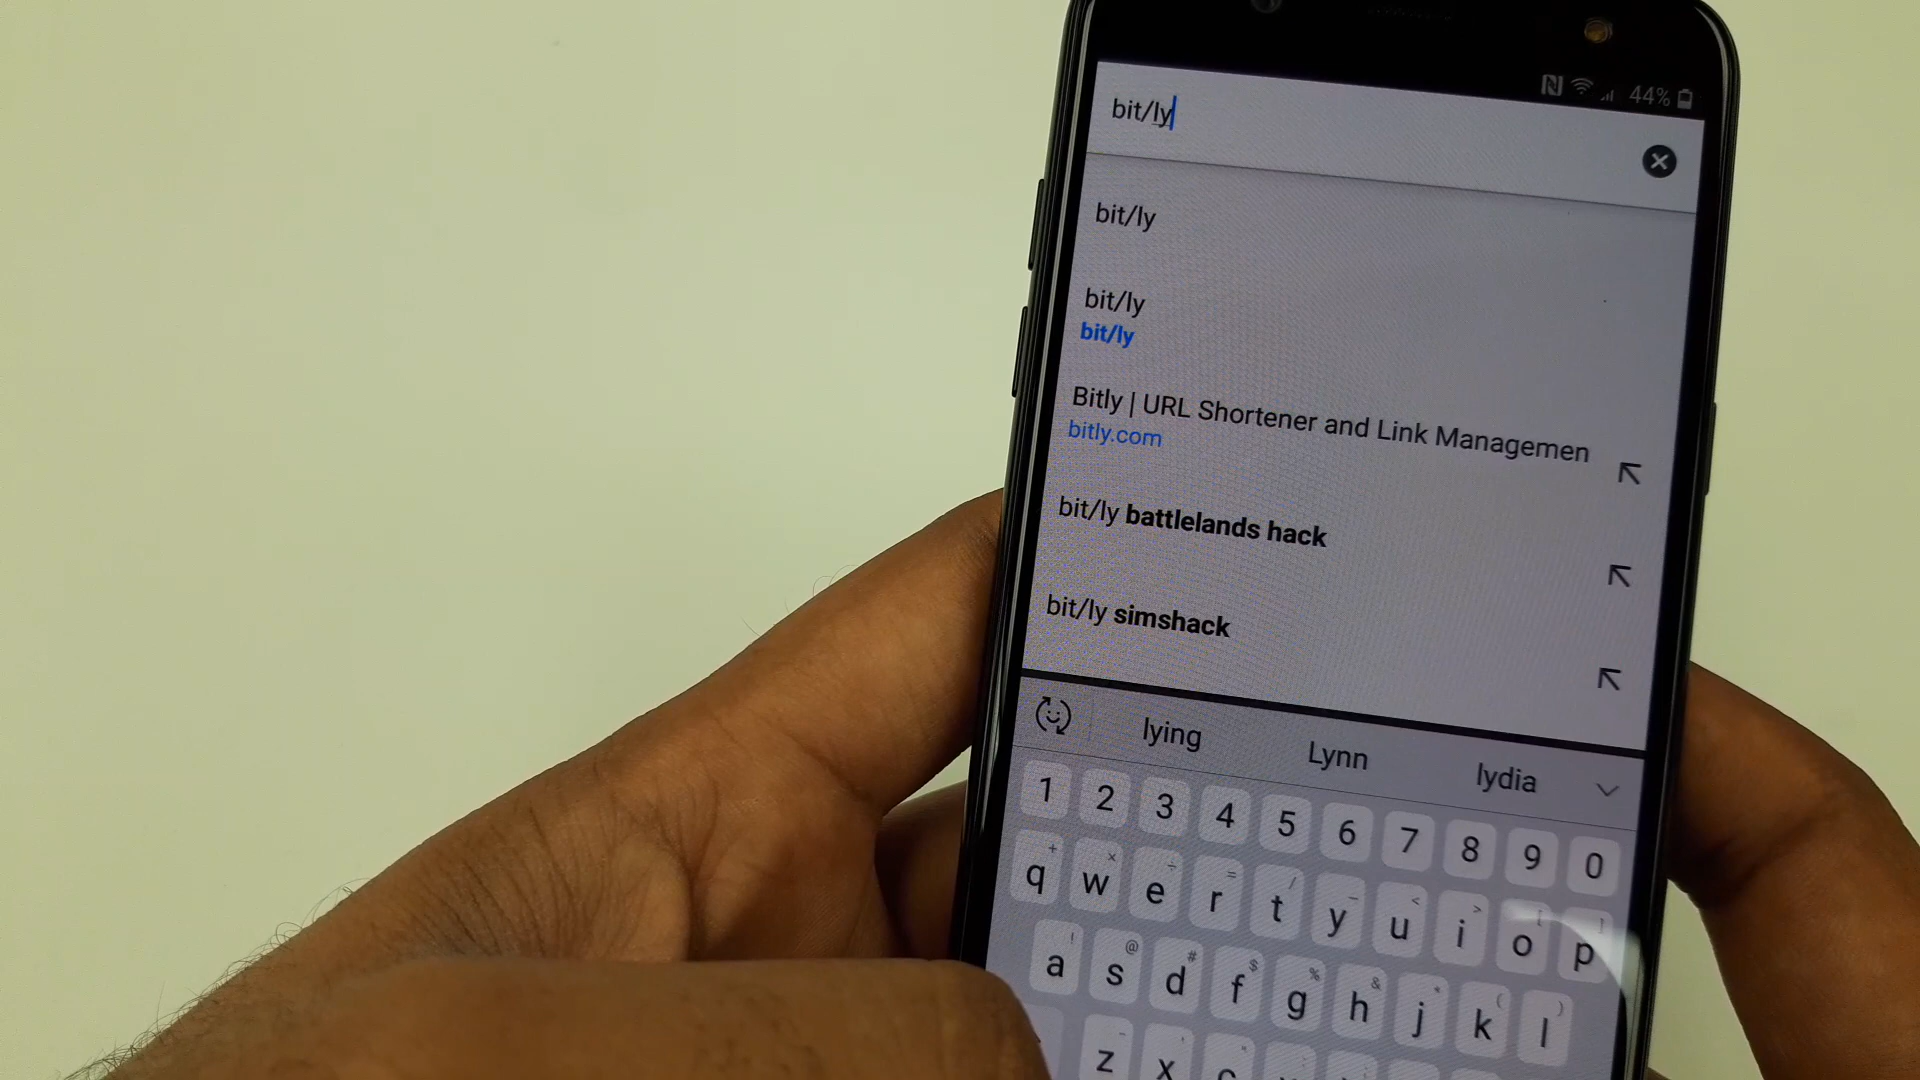 44%
bit/ly
bit/ly
bit/ly
bit/ly
Bitly | URL Shortener and Link Managemen
bitly.com
bit/ly battlelands hack
bit/ly simshack
lying Lynn lydia
1 2 3 4 5 6 7 8 9 0
+ × ÷ = / _ < > [ ]
q w e r t y u i o p
! @ # $ % & * ( )
a s d f g h j k l
z x c